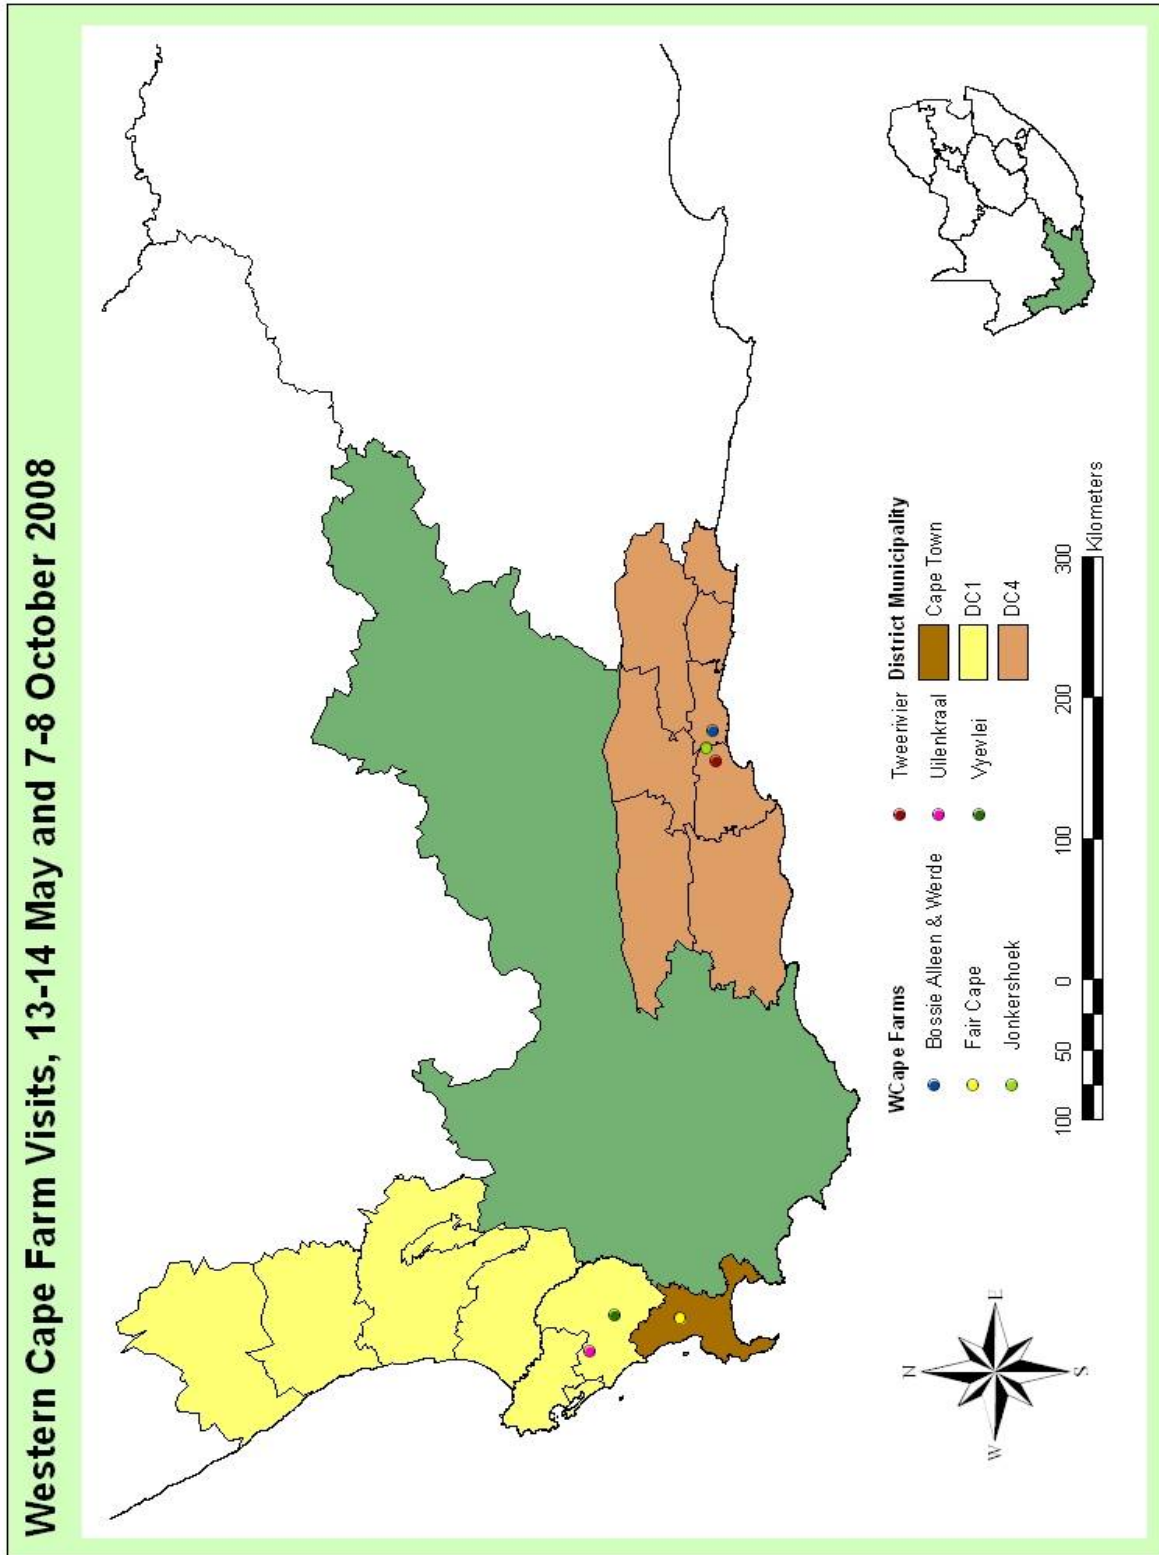 Western Cape Farm Visits, 13-14 May and 7-8 October 2008
WCape Farms
Bossie Alleen & Werde
Fair Cape
Jonkershoek
Tweerivier
Uilenkraal
Vyevlei
District Municipality
Cape Town
DC1
DC4
100 50 0 100 200 300
Kilometers
N
W E
S